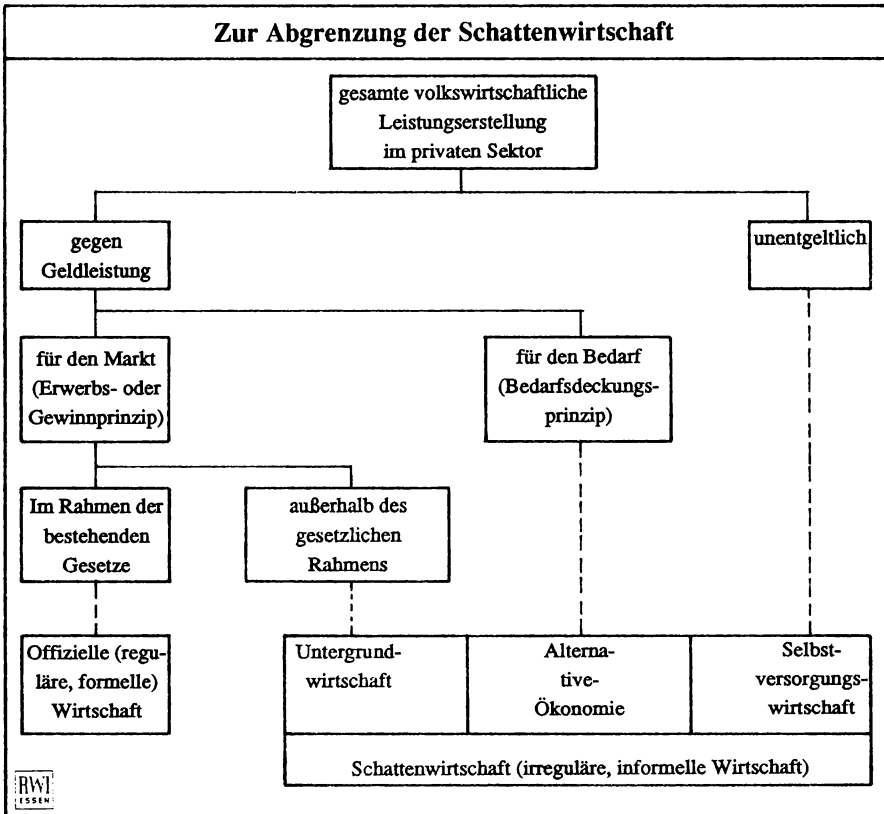 Zur Abgrenzung der Schattenwirtschaft
gesamte volkswirtschaftliche
Leistungserstellung
im privaten Sektor
gegen
Geldleistung
unentgeltlich
für den Markt
(Erwerbs- oder
Gewinnprinzip)
für den Bedarf
(Bedarfsdeckungs-
prinzip)
Im Rahmen der
bestehenden
Gesetze
außerhalb des
gesetzlichen
Rahmens
Offizielle (regu-
läre, formelle)
Wirtschaft
Untergrund-
wirtschaft
Alterna-
tive-
Ökonomie
Selbst-
versorgungs-
wirtschaft
Schattenwirtschaft (irreguläre, informelle Wirtschaft)
RWI
ESSEN